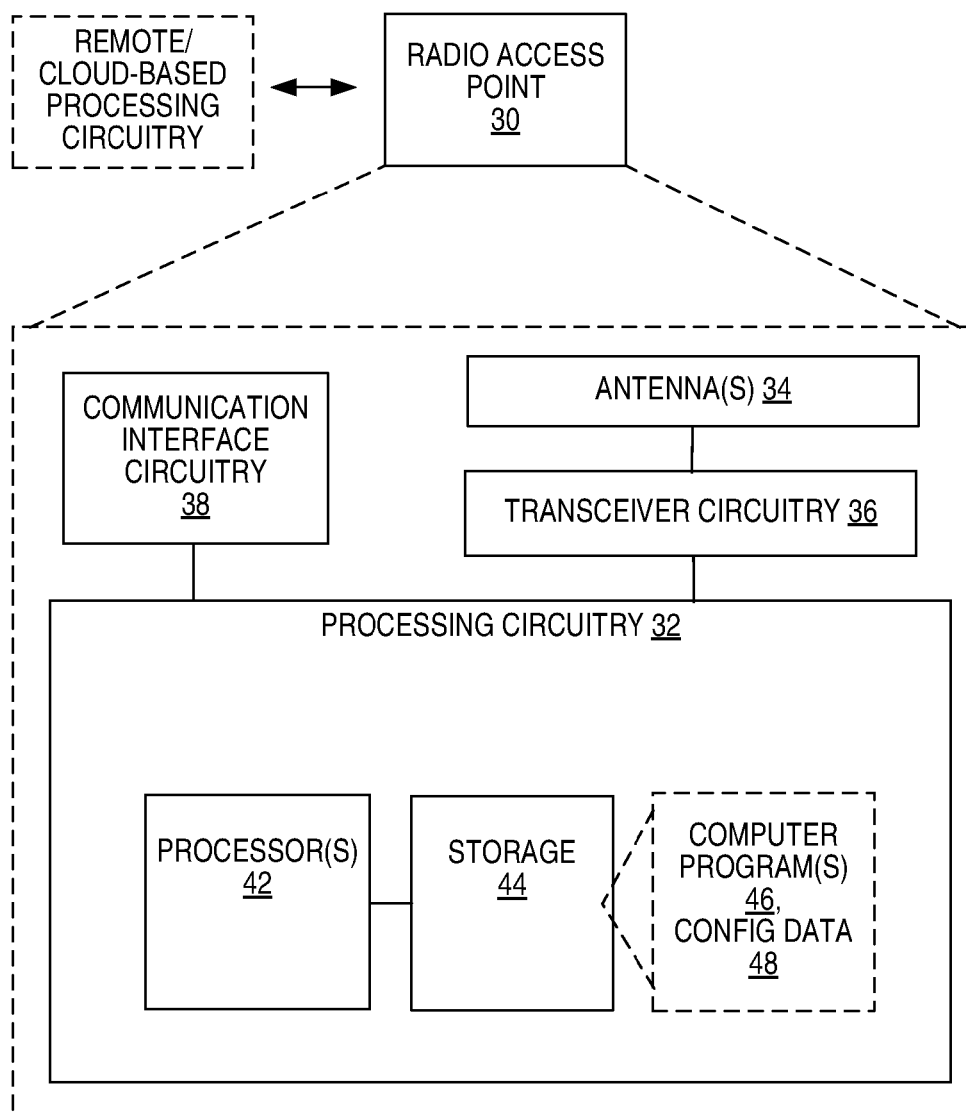 REMOTE/
CLOUD-BASED
PROCESSING
CIRCUITRY
RADIO ACCESS
POINT
30
COMMUNICATION
INTERFACE
CIRCUITRY
38
ANTENNA(S) 34
TRANSCEIVER CIRCUITRY 36
PROCESSING CIRCUITRY 32
PROCESSOR(S)
42
STORAGE
44
COMPUTER
PROGRAM(S)
46,
CONFIG DATA
48